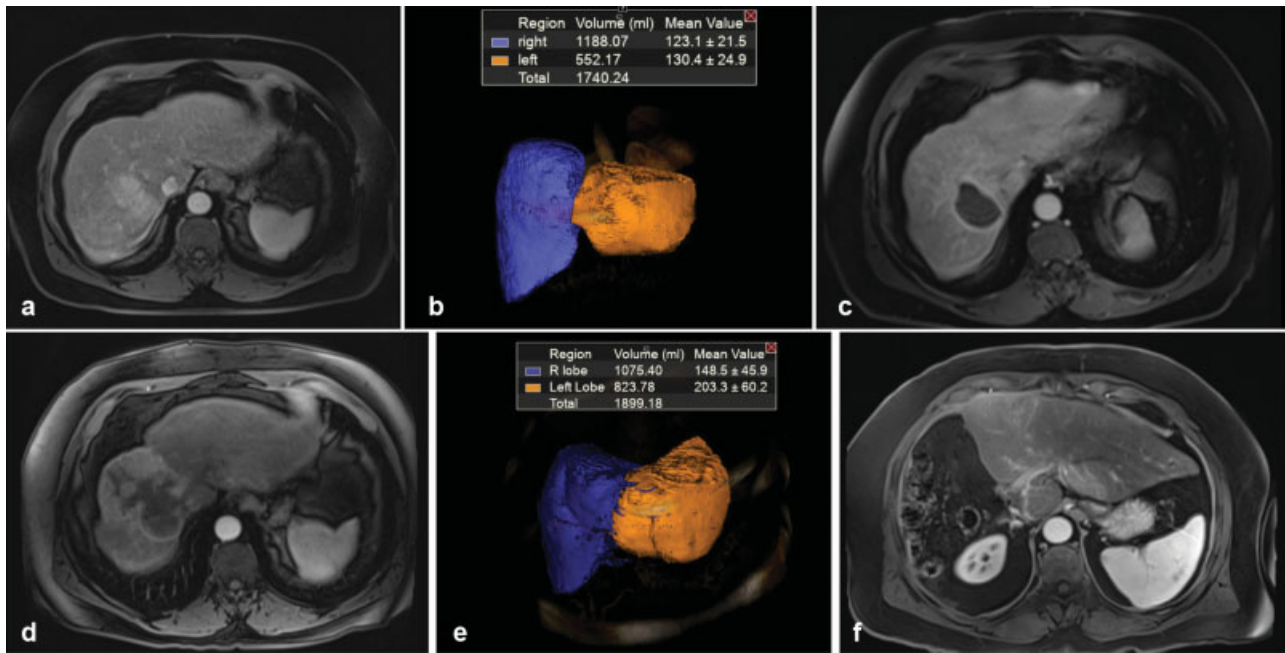 Region Volume (ml) Mean Value
right 1188.07 123.1 ± 21.5
left 552.17 130.4 ± 24.9
Total 1740.24
a
b
c
Region Volume (ml) Mean Value
R lobe 1075.40 148.5 ± 45.9
Left Lobe 823.78 203.3 ± 60.2
Total 1899.18
d
e
f